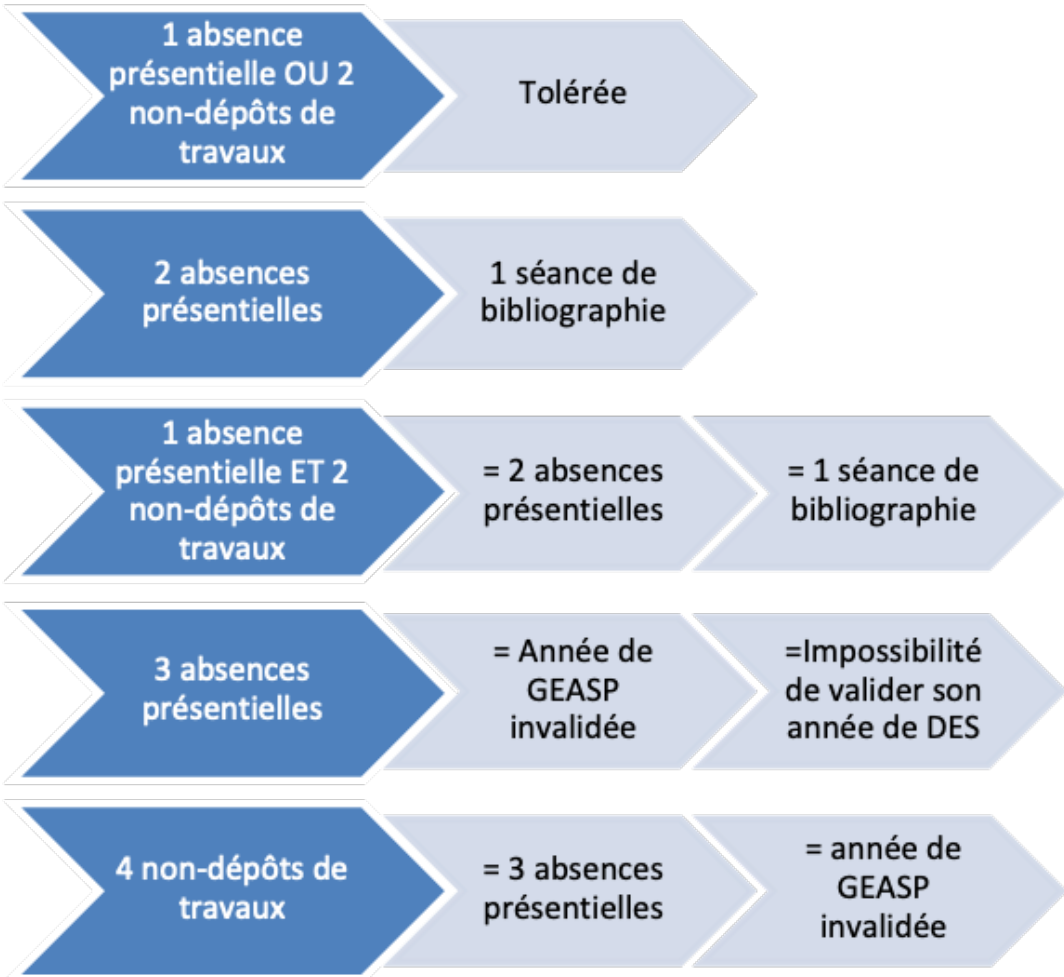 1 absence
présentielle OU 2
non-dépôts de
travaux
Tolérée
2 absences
présentielles
1 séance de
bibliographie
1 absence
présentielle ET 2
non-dépôts de
travaux
= 2 absences
présentielles
= 1 séance de
bibliographie
3 absences
présentielles
= Année de
GEASP
invalidée
=Impossibilité
de valider son
année de DES
4 non-dépôts de
travaux
= 3 absences
présentielles
= année de
GEASP
invalidée